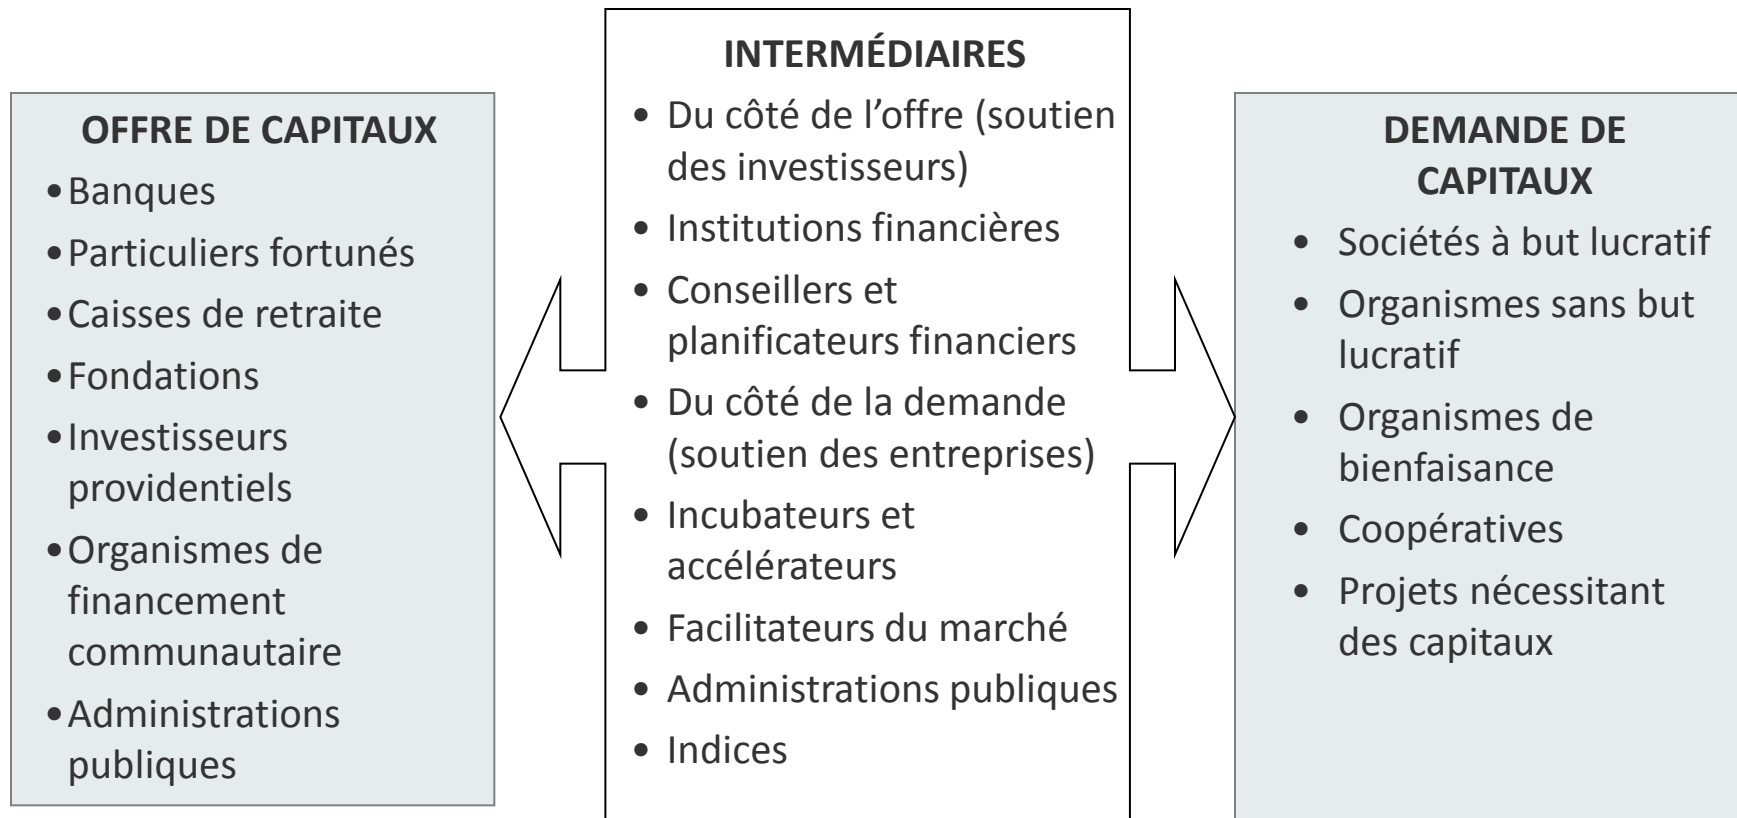 OFFRE DE CAPITAUX
•Banques
•Particuliers fortunés
•Caisses de retraite
•Fondations
•Investisseurs
providentiels
•Organismes de
financement
communautaire
•Administrations
publiques
INTERMÉDIAIRES
• Du côté de l’offre (soutien
des investisseurs)
• Institutions financières
• Conseillers et
planificateurs financiers
• Du côté de la demande
(soutien des entreprises)
• Incubateurs et
accélérateurs
• Facilitateurs du marché
• Administrations publiques
• Indices
DEMANDE DE
CAPITAUX
• Sociétés à but lucratif
• Organismes sans but
lucratif
• Organismes de
bienfaisance
• Coopératives
• Projets nécessitant
des capitaux